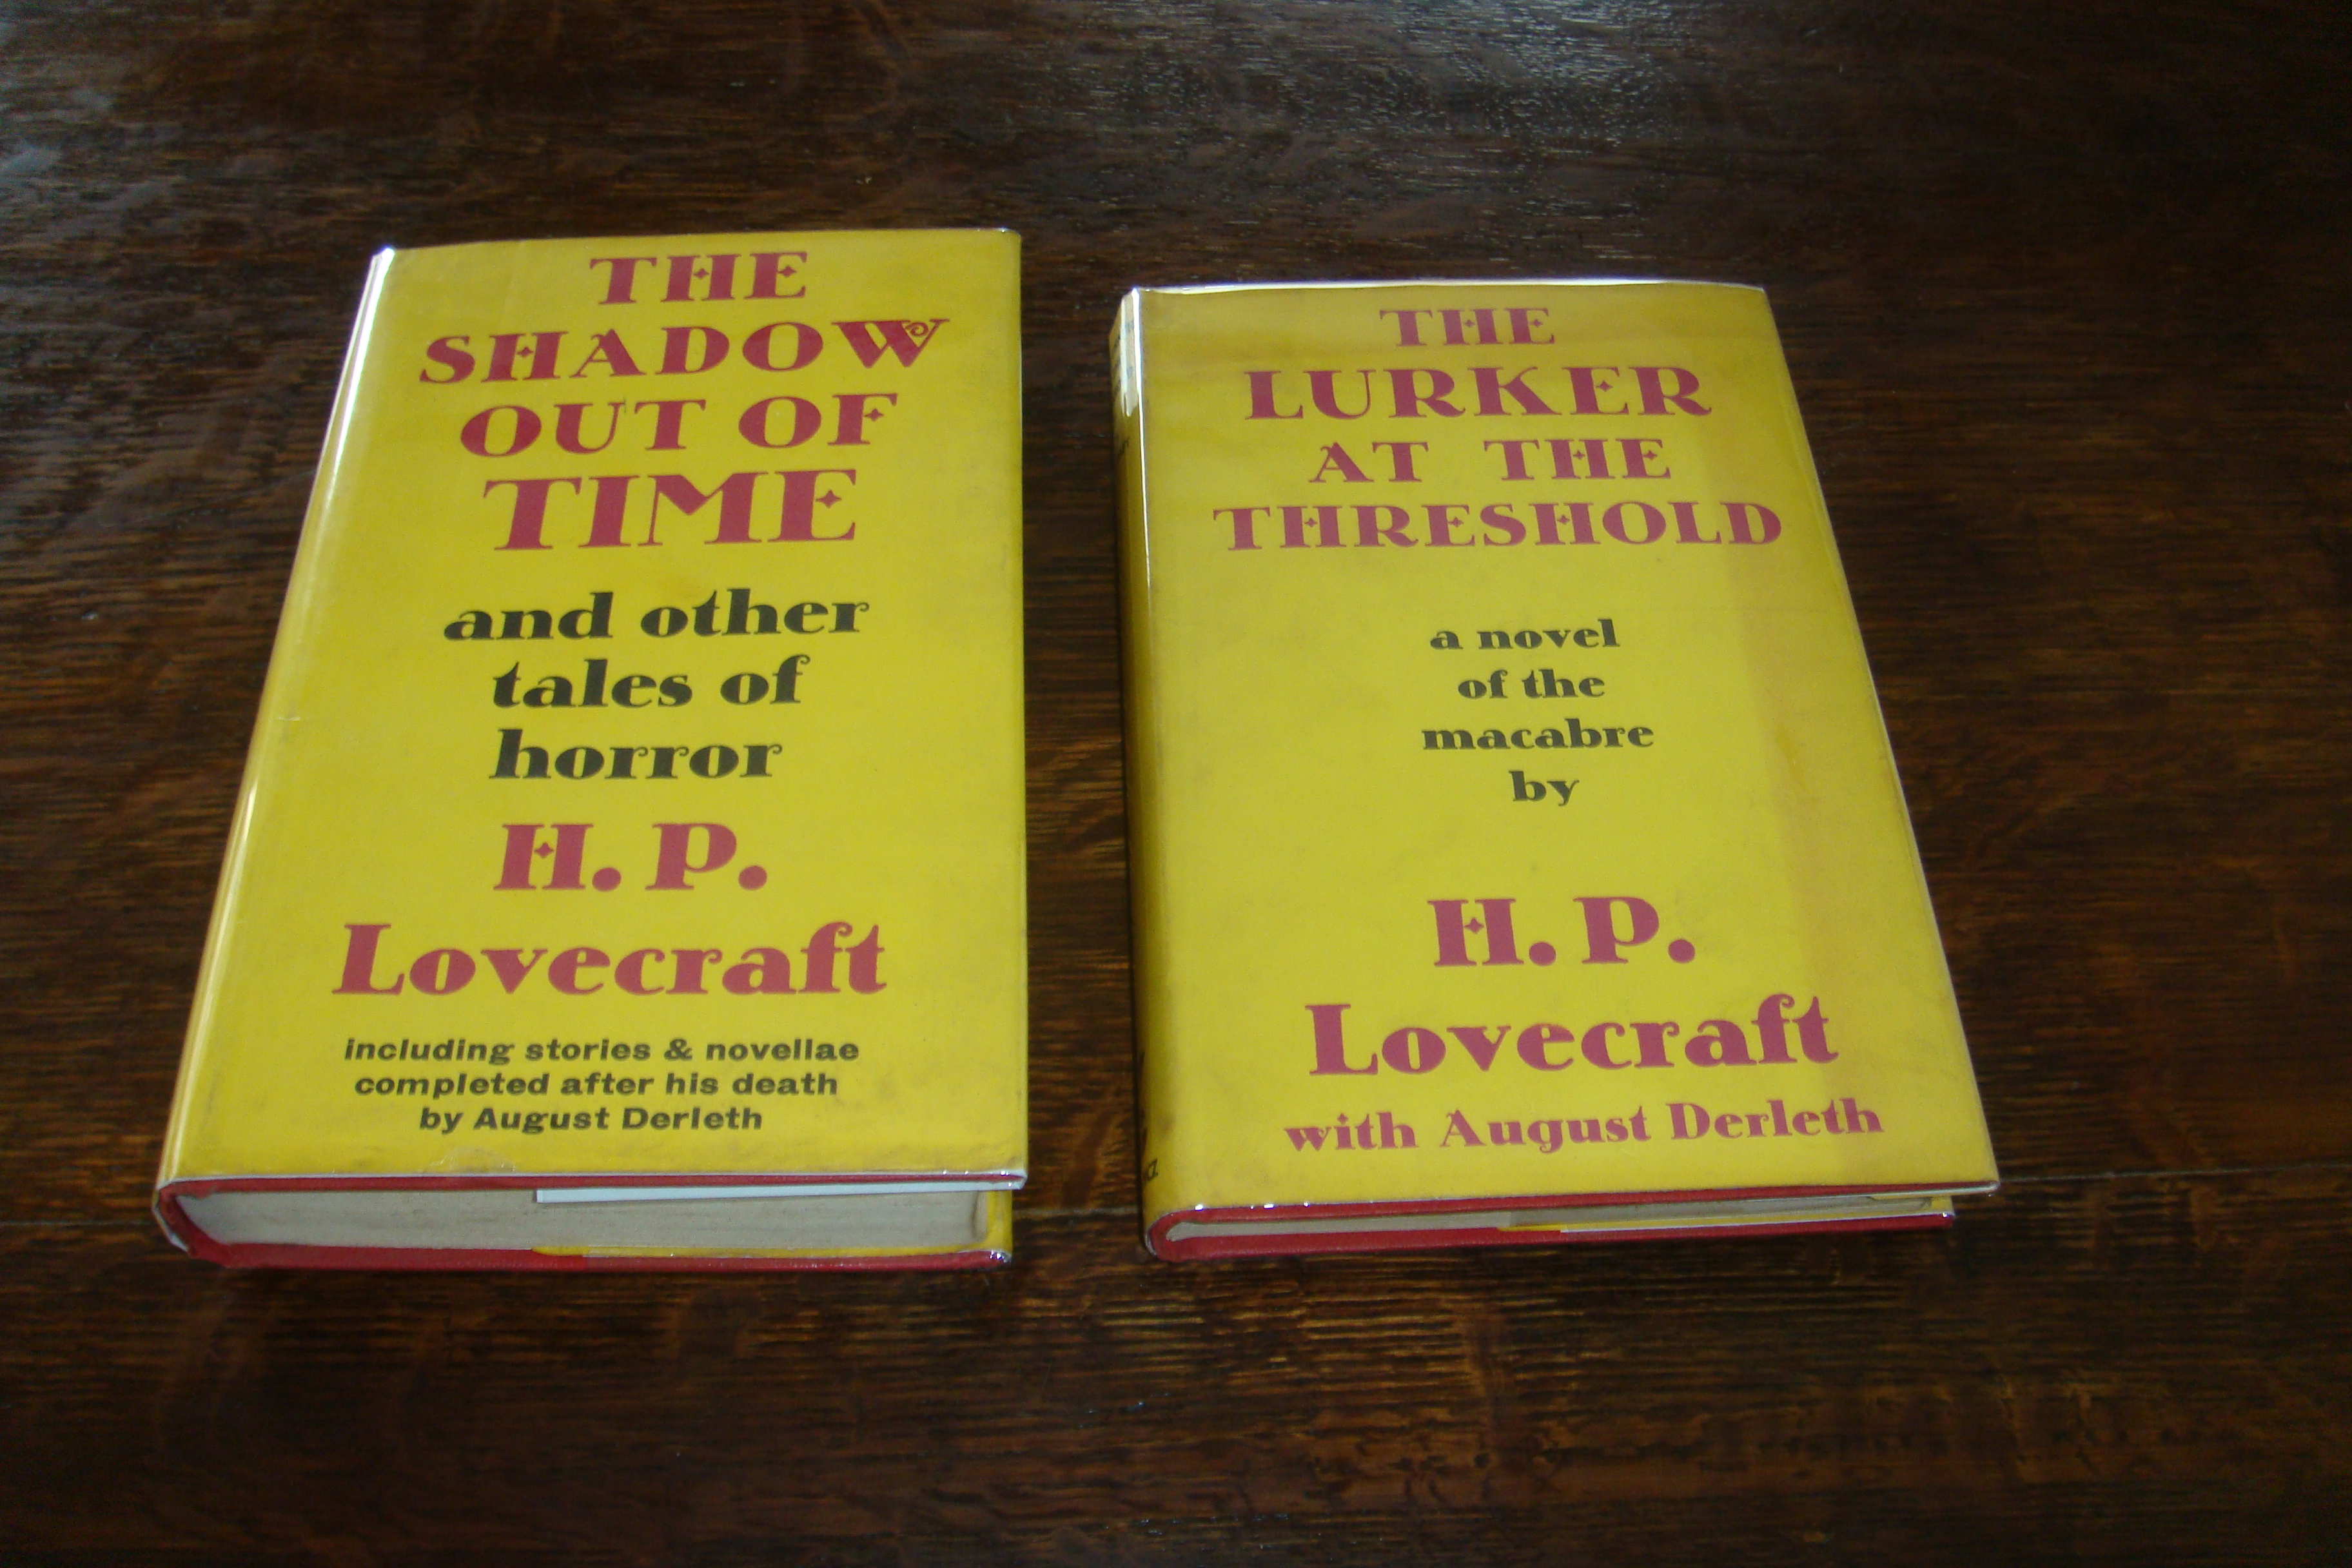 THE
SHADOW
OUT OF
TIME
and other
tales of
horror
H. P.
Lovecraft
including stories & novellae
completed after his death
by August Derleth
THE
LURKER
AT THE
THRESHOLD
a novel
of the
macabre
by
H. P.
Lovecraft
with August Derleth